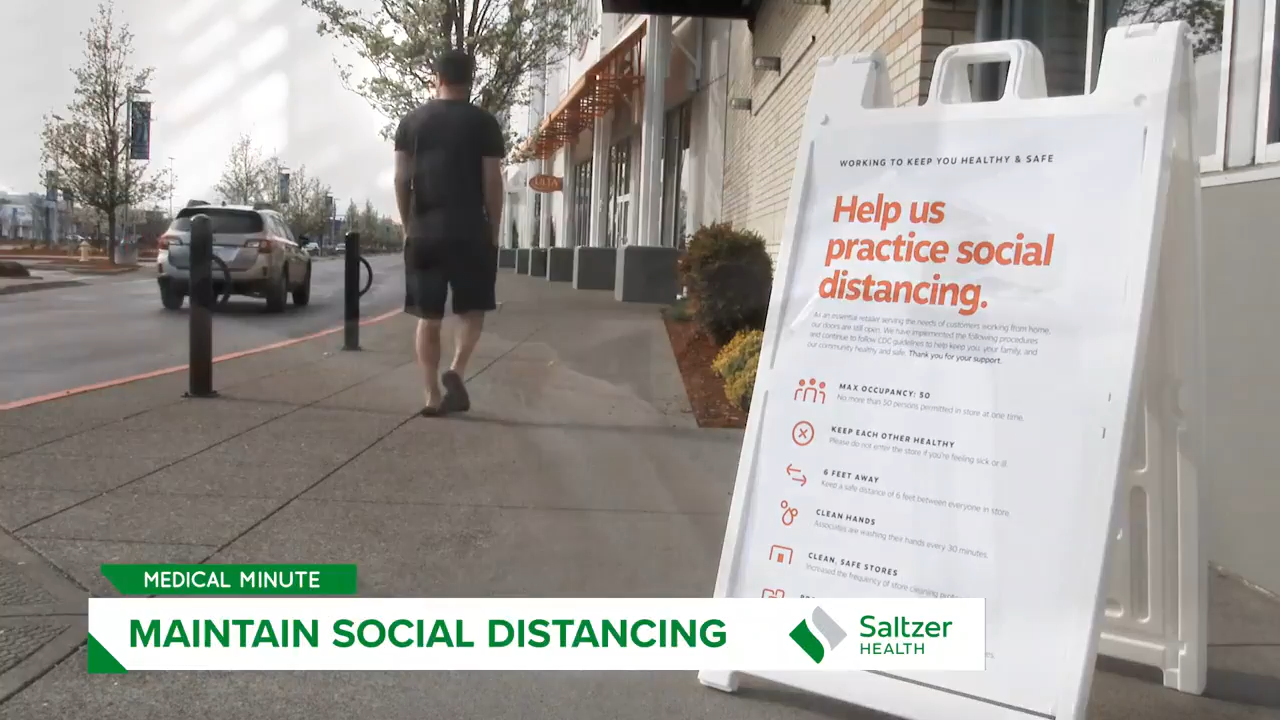 WORKING TO KEEP YOU HEALTHY & SAFE
Help us
practice social
distancing.
As an essential retailer serving the needs of customers working from home,
our doors are still open. We have implemented the following procedures
and continue to follow CDC guidelines to help keep you, your family, and
our community healthy and safe. Thank you for your support.
MAX OCCUPANCY: 50
No more than 50 persons permitted in store at one time.
KEEP EACH OTHER HEALTHY
Please do not enter the store if you're feeling sick or ill.
6 FEET AWAY
Keep a safe distance of 6 feet between everyone in store.
CLEAN HANDS
Associates are washing their hands every 30 minutes.
CLEAN, SAFE STORES
Increased the frequency of store cleaning
ULTA
MEDICAL MINUTE
MAINTAIN SOCIAL DISTANCING
Saltzer
HEALTH